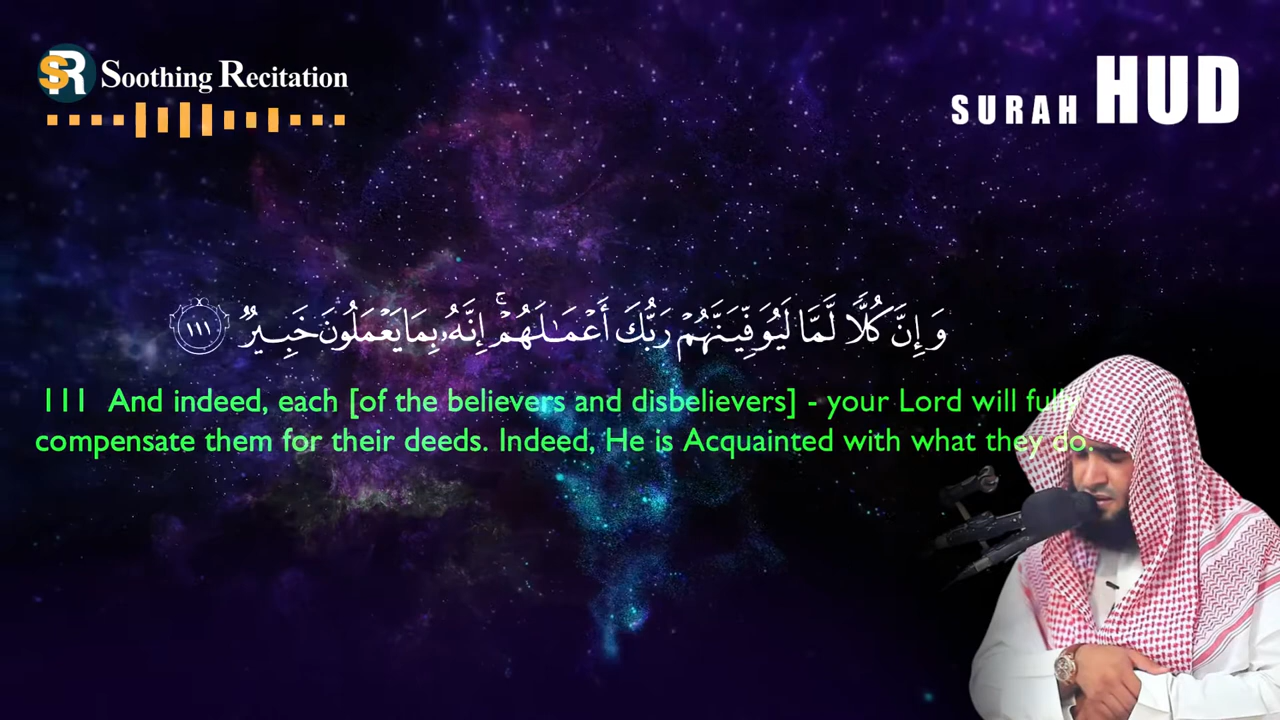 SR Soothing Recitation
SURAH HUD
وَإِنَّ كُلًّا لَّمَّا لَيُوَفِّيَنَّهُمْ رَبُّكَ أَعْمَـٰلَهُمْ ۚ إِنَّهُۥ بِمَا يَعْمَلُونَ خَبِيرٌ ١١١
111 And indeed, each [of the believers and disbelievers] - your Lord will fully
compensate them for their deeds. Indeed, He is Acquainted with what they do.